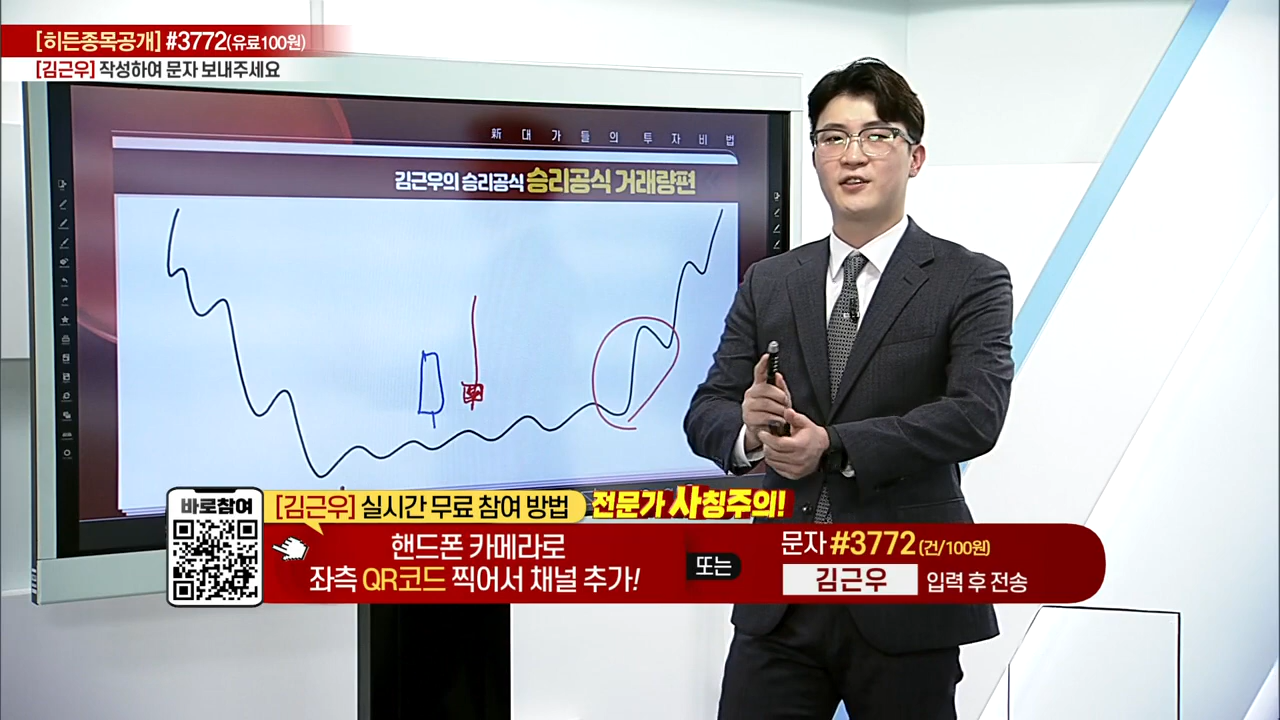 [히든종목공개] #3772(유료100원)
[김근우] 작성하여 문자 보내주세요
新 대 가 들 의 투 자 비 법
김근우의 승리공식 승리공식 거래량편
바로참여
[김근우] 실시간 무료 참여 방법
전문가 사칭주의!
핸드폰 카메라로
좌측 QR코드 찍어서 채널 추가!
또는
문자 #3772 (건/100원)
김근우 입력 후 전송